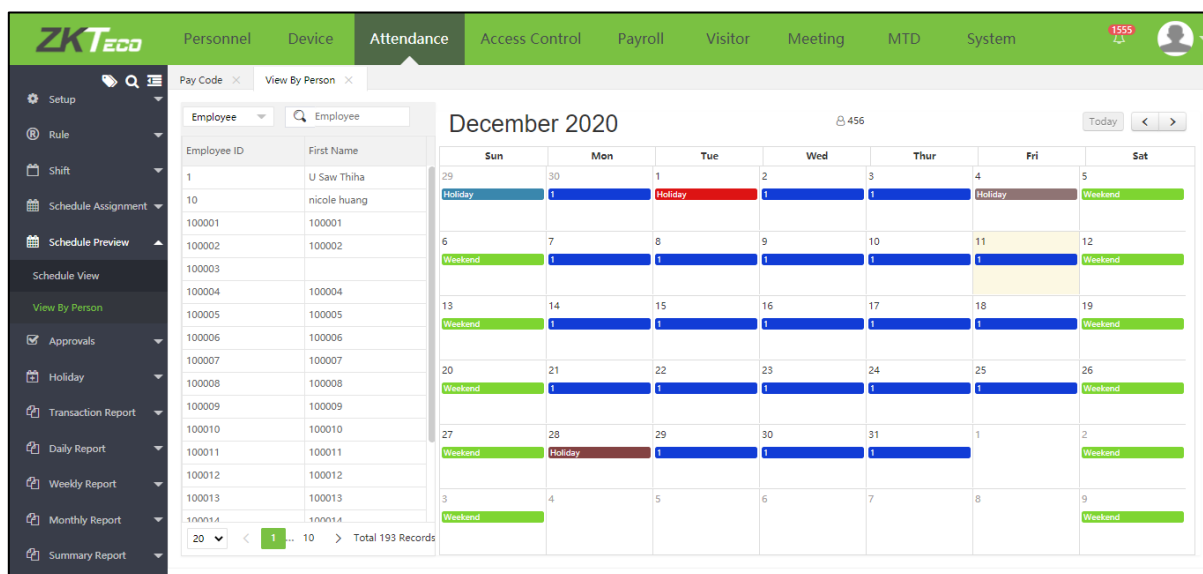 ZKTECO Personnel Device Attendance Access Control Payroll Visitor Meeting MTD System 1555
Pay Code × View By Person ×
Setup
Rule
Shift
Schedule Assignment
Schedule Preview
Schedule View
View By Person
Approvals
Holiday
Transaction Report
Daily Report
Weekly Report
Monthly Report
Summary Report
Employee Employee
Employee ID First Name
1 U Saw Thiha
10 nicole huang
100001 100001
100002 100002
100003
100004 100004
100005 100005
100006 100006
100007 100007
100008 100008
100009 100009
100010 100010
100011 100011
100012 100012
100013 100013
100014 100014
20 < 1 ... 10 > Total 193 Records
December 2020 456 Today < >
Sun Mon Tue Wed Thur Fri Sat
29 30 1 2 3 4 5
Holiday 1 Holiday 1 1 Holiday Weekend
6 7 8 9 10 11 12
Weekend 1 1 1 1 1 Weekend
13 14 15 16 17 18 19
Weekend 1 1 1 1 1 Weekend
20 21 22 23 24 25 26
Weekend 1 1 1 1 1 Weekend
27 28 29 30 31 1 2
Weekend Holiday 1 1 1 Weekend
3 4 5 6 7 8 9
Weekend Weekend